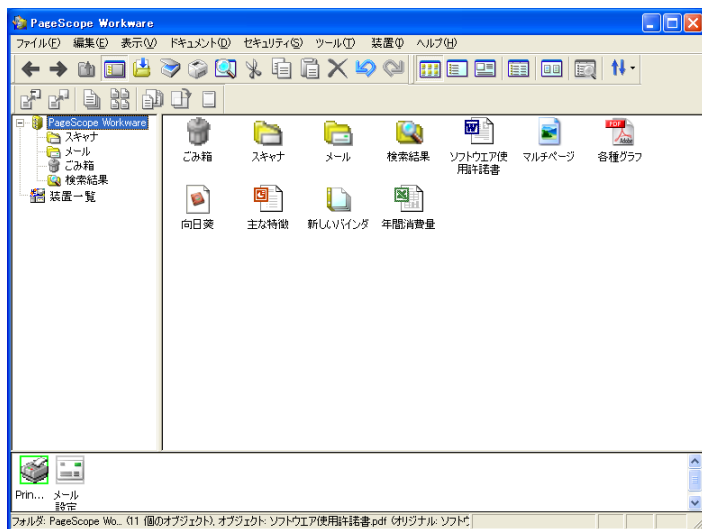 PageScope Workware
ファイル(F) 編集(E) 表示(V) ドキュメント(D) セキュリティ(S) ツール(T) 装置(I) ヘルプ(H)
PageScope Workware
スキャナ
メール
ごみ箱
検索結果
装置一覧
ごみ箱 スキャナ メール 検索結果 ソフトウエア使用許諾書 マルチページ 各種グラフ
向日葵 主な特徴 新しいバインダ 年間消費量
Prin... メール設定
フォルダ: PageScope Wo... (11 個のオブジェクト), オブジェクト: ソフトウエア使用許諾書.pdf (オリジナル: ソフト